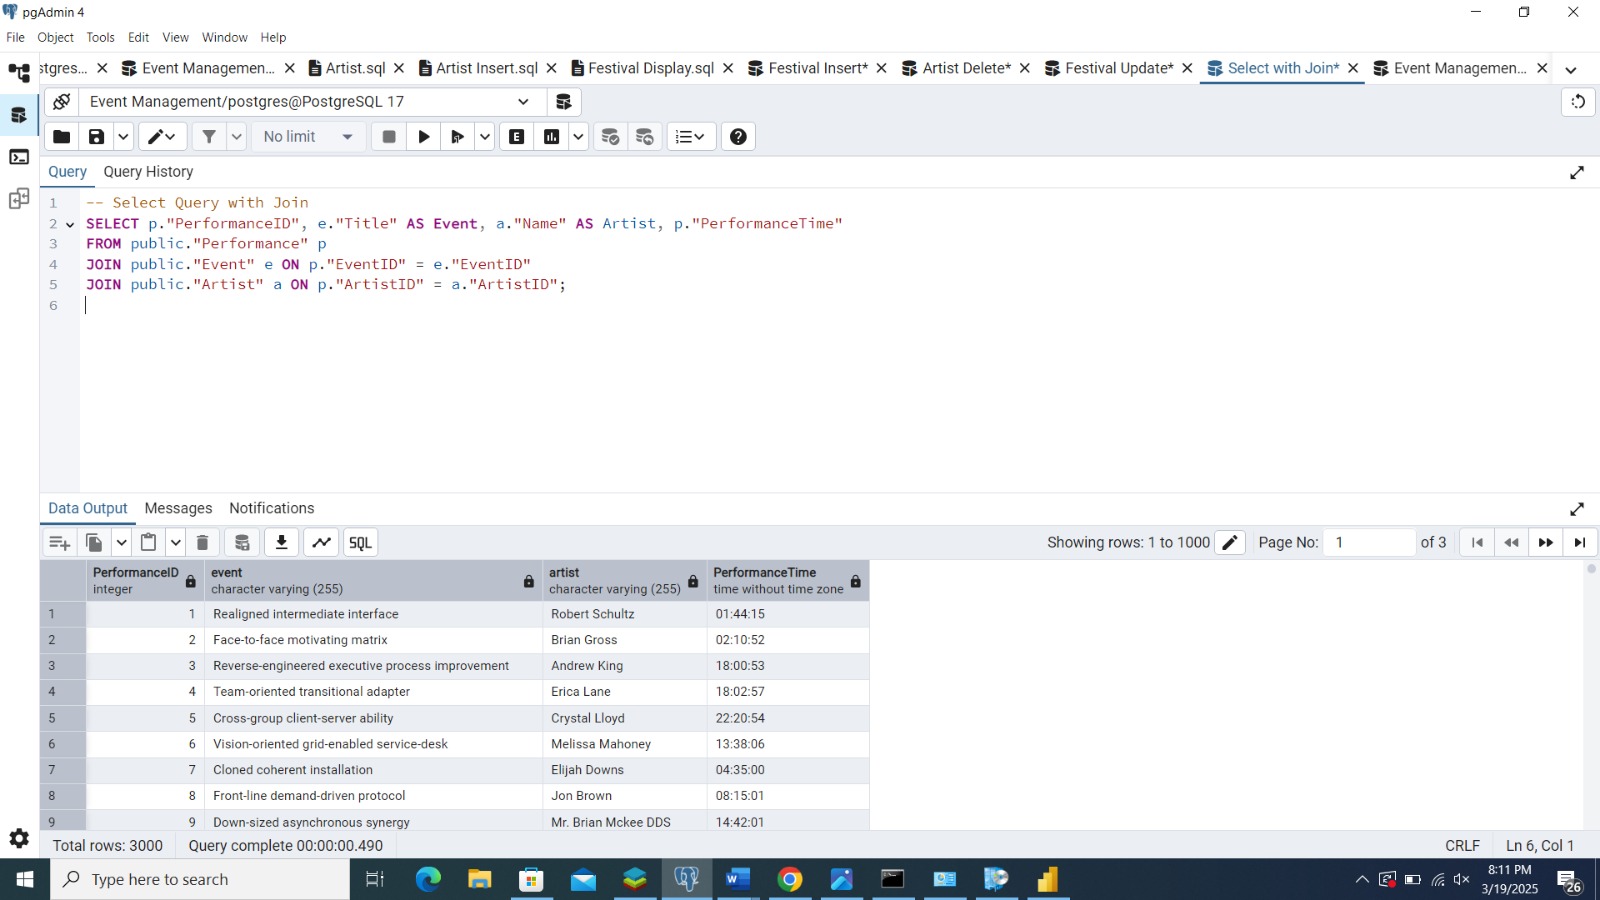 pgAdmin 4
File Object Tools Edit View Window Help
stgres... Event Managemen... Artist.sql Artist Insert.sql Festival Display.sql Festival Insert* Artist Delete* Festival Update* Select with Join* Event Managemen...
Event Management/postgres@PostgreSQL 17
No limit E
Query Query History
1 -- Select Query with Join
2 SELECT p."PerformanceID", e."Title" AS Event, a."Name" AS Artist, p."PerformanceTime"
3 FROM public."Performance" p
4 JOIN public."Event" e ON p."EventID" = e."EventID"
5 JOIN public."Artist" a ON p."ArtistID" = a."ArtistID";
6
Data Output Messages Notifications
SQL Showing rows: 1 to 1000 Page No: 1 of 3
PerformanceID event artist PerformanceTime
integer character varying (255) character varying (255) time without time zone
1 1 Realigned intermediate interface Robert Schultz 01:44:15
2 2 Face-to-face motivating matrix Brian Gross 02:10:52
3 3 Reverse-engineered executive process improvement Andrew King 18:00:53
4 4 Team-oriented transitional adapter Erica Lane 18:02:57
5 5 Cross-group client-server ability Crystal Lloyd 22:20:54
6 6 Vision-oriented grid-enabled service-desk Melissa Mahoney 13:38:06
7 7 Cloned coherent installation Elijah Downs 04:35:00
8 8 Front-line demand-driven protocol Jon Brown 08:15:01
9 9 Down-sized asynchronous synergy Mr. Brian Mckee DDS 14:42:01
Total rows: 3000 Query complete 00:00:00.490 CRLF Ln 6, Col 1
Type here to search
8:11 PM
3/19/2025
26